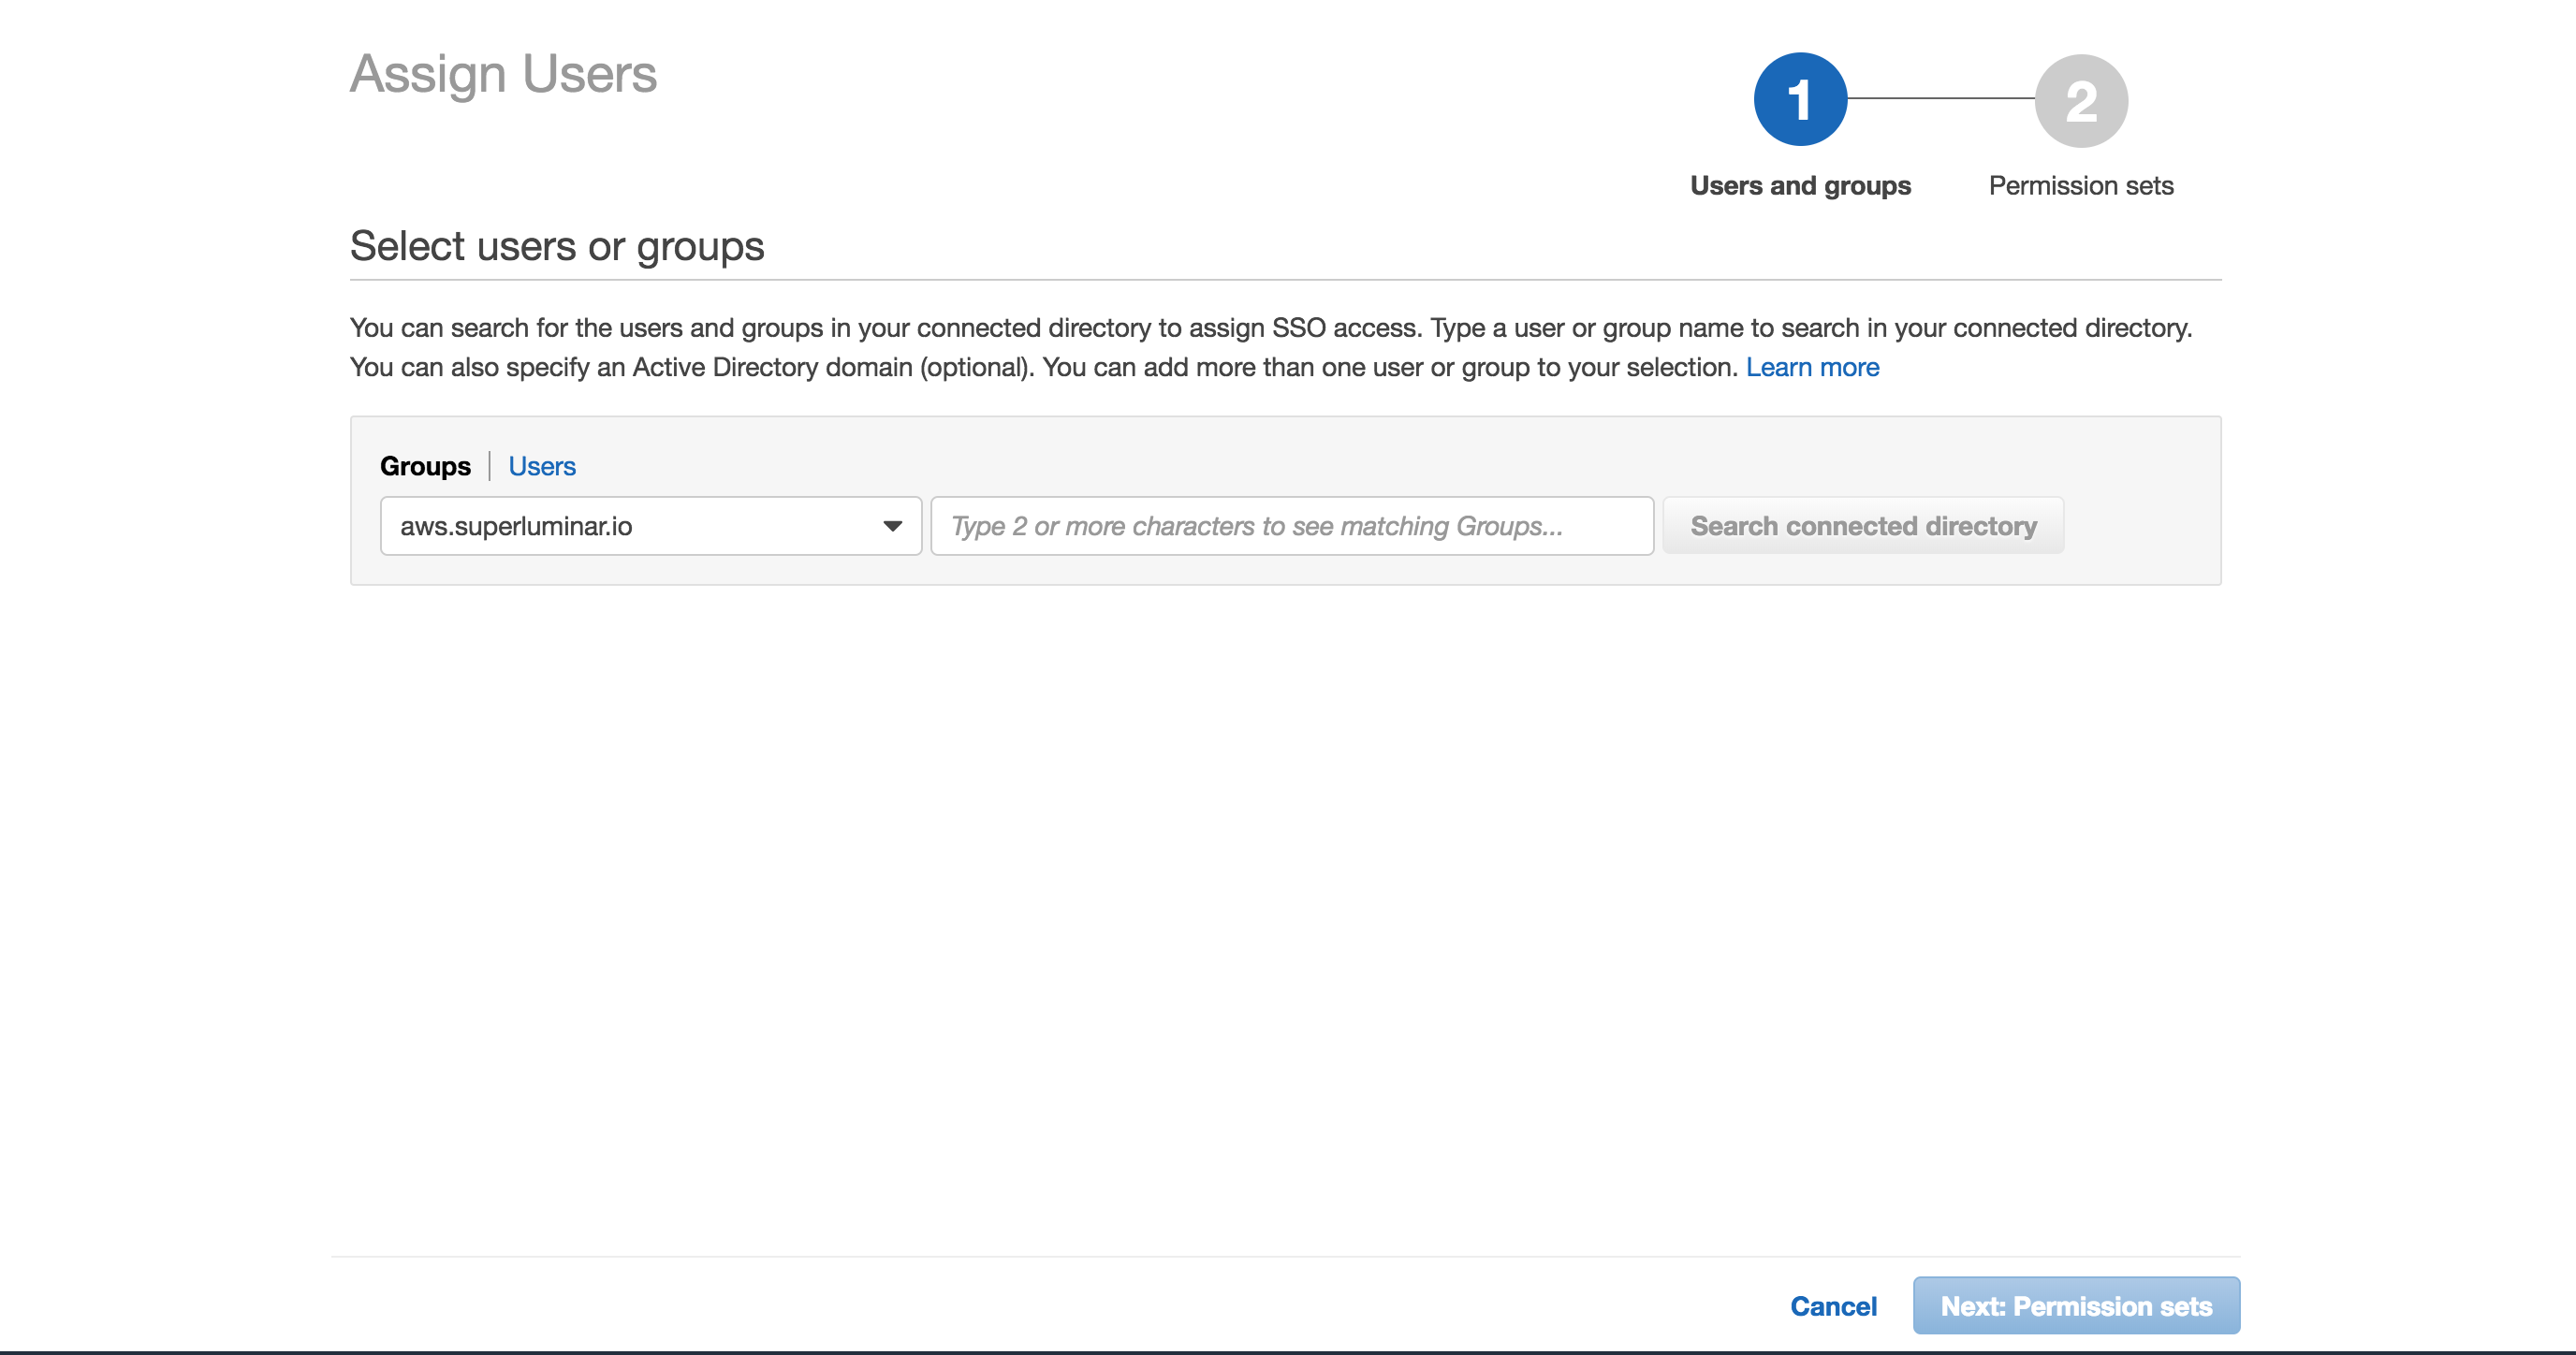 Assign Users
1
2
Users and groups
Permission sets
Select users or groups
You can search for the users and groups in your connected directory to assign SSO access. Type a user or group name to search in your connected directory.
You can also specify an Active Directory domain (optional). You can add more than one user or group to your selection. Learn more
Groups | Users
aws.superluminar.io
Type 2 or more characters to see matching Groups...
Search connected directory
Cancel
Next: Permission sets